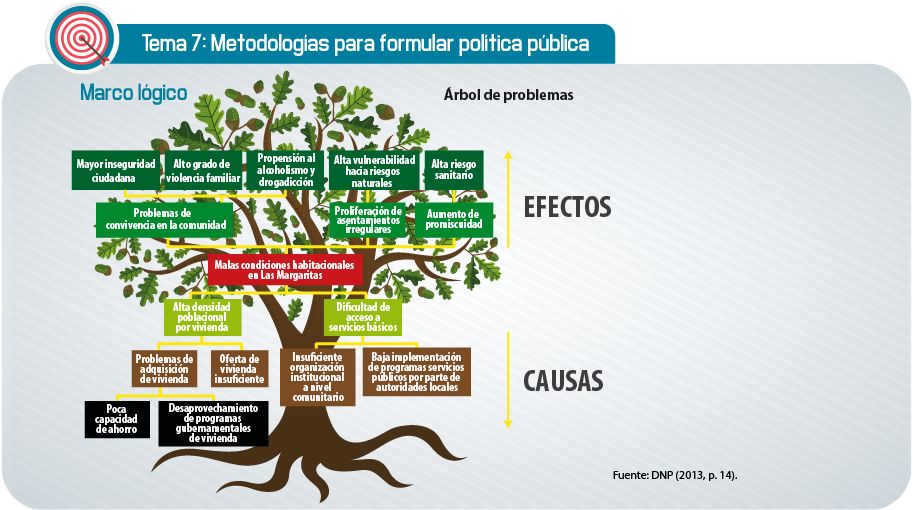 Tema 7: Metodologías para formular política pública
Marco lógico
Árbol de problemas
Mayor inseguridad
ciudadana
Alto grado de
violencia familiar
Propensión al
alcoholismo y
drogadicción
Alta vulnerabilidad
hacia riesgos
naturales
Alta riesgo
sanitario
Problemas de
convivencia en la comunidad
Proliferación de
asentamientos
irregulares
Aumento de
promiscuidad
EFECTOS
Malas condiciones habitacionales
en Las Margaritas
Alta densidad
poblacional
por vivienda
Dificultad de
acceso a
servicios básicos
Problemas de
adquisición
de vivienda
Oferta de
vivienda
insuficiente
Insuficiente
organización
institucional
a nivel
comunitario
Baja implementación
de programas servicios
públicos por parte de
autoridades locales
CAUSAS
Poca
capacidad
de ahorro
Desaprovechamiento
de programas
gubernamentales
de vivienda
Fuente: DNP (2013, p. 14).